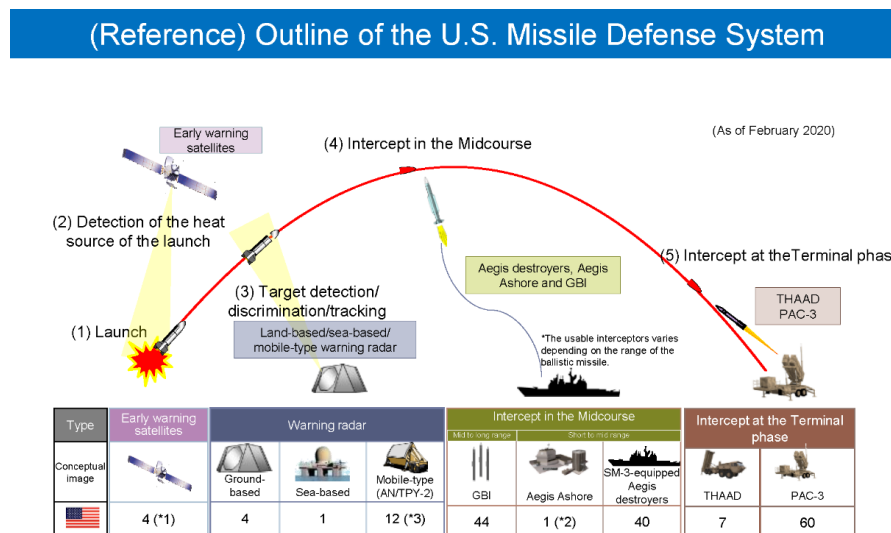 (Reference) Outline of the U.S. Missile Defense System
(As of February 2020)
Early warning
satellites
(4) Intercept in the Midcourse
(2) Detection of the heat
source of the launch
(5) Intercept at theTerminal phas
Aegis destroyers, Aegis
Ashore and GBI
(3) Target detection/
discrimination/tracking
THAAD
PAC-3
(1) Launch
Land-based/sea-based/
mobile-type warning radar
*The usable interceptors varies
depending on the range of the
ballistic missile.
Type
Early warning
satellites
Warning radar
Intercept in the Midcourse
Mid to long range
Short to mid range
Intercept at the Terminal
phase
Conceptual
image
Ground-
based
Sea-based
Mobile-type
(AN/TPY-2)
GBI
Aegis Ashore
SM-3-equipped
Aegis
destroyers
THAAD
PAC-3
4 (*1)
4
1
12 (*3)
44
1 (*2)
40
7
60